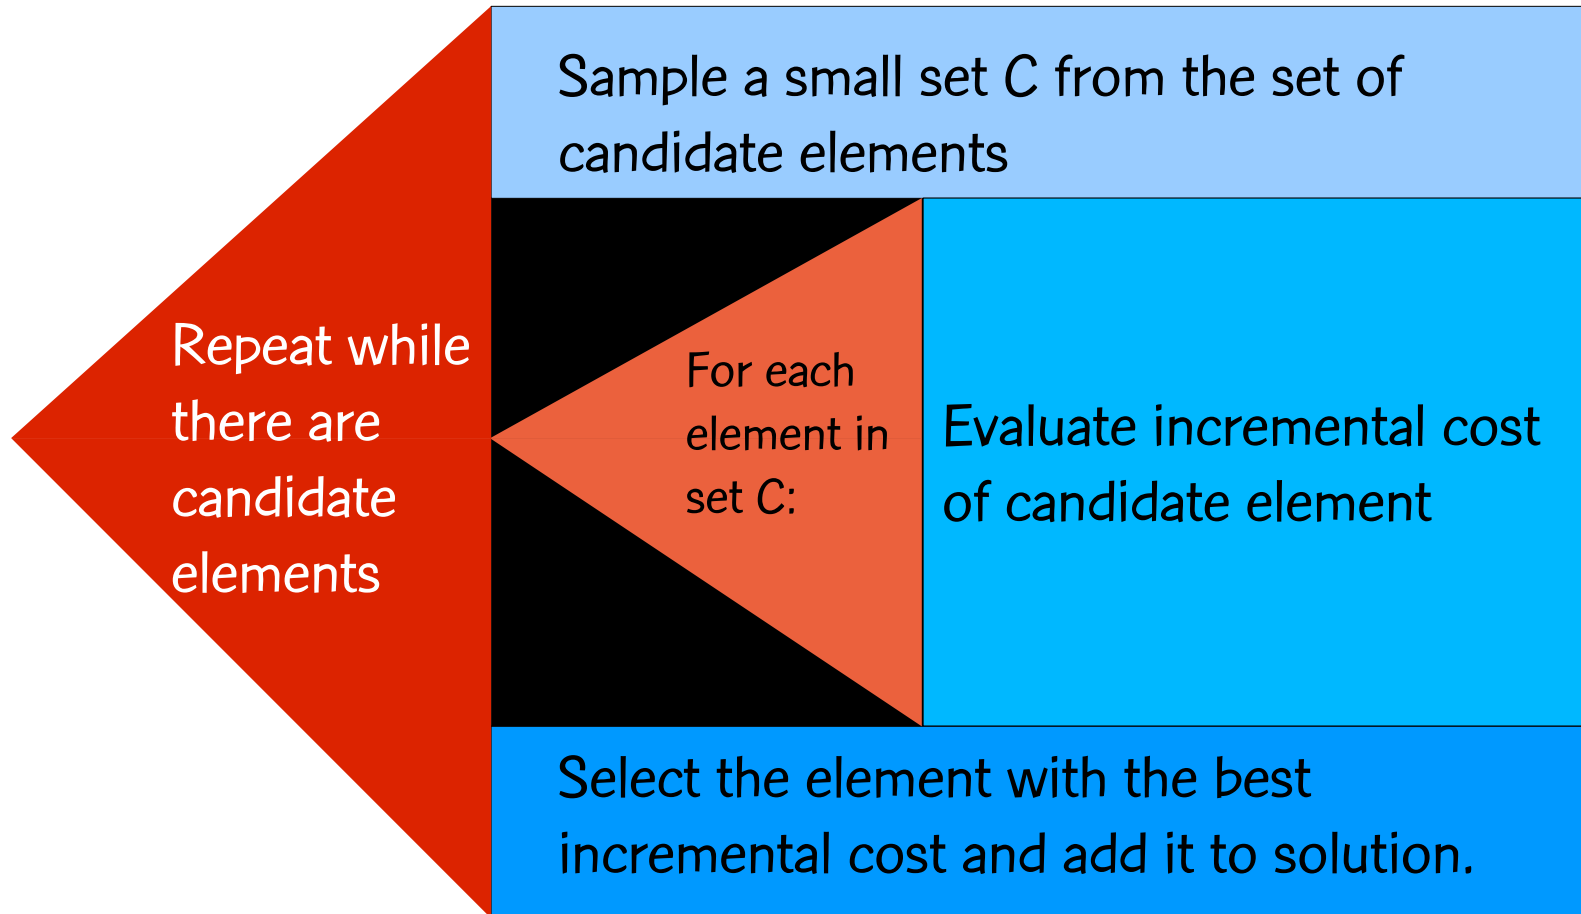 Sample a small set C from the set of
candidate elements
Repeat while
there are
candidate
elements
For each
element in
set C:
Evaluate incremental cost
of candidate element
Select the element with the best
incremental cost and add it to solution.